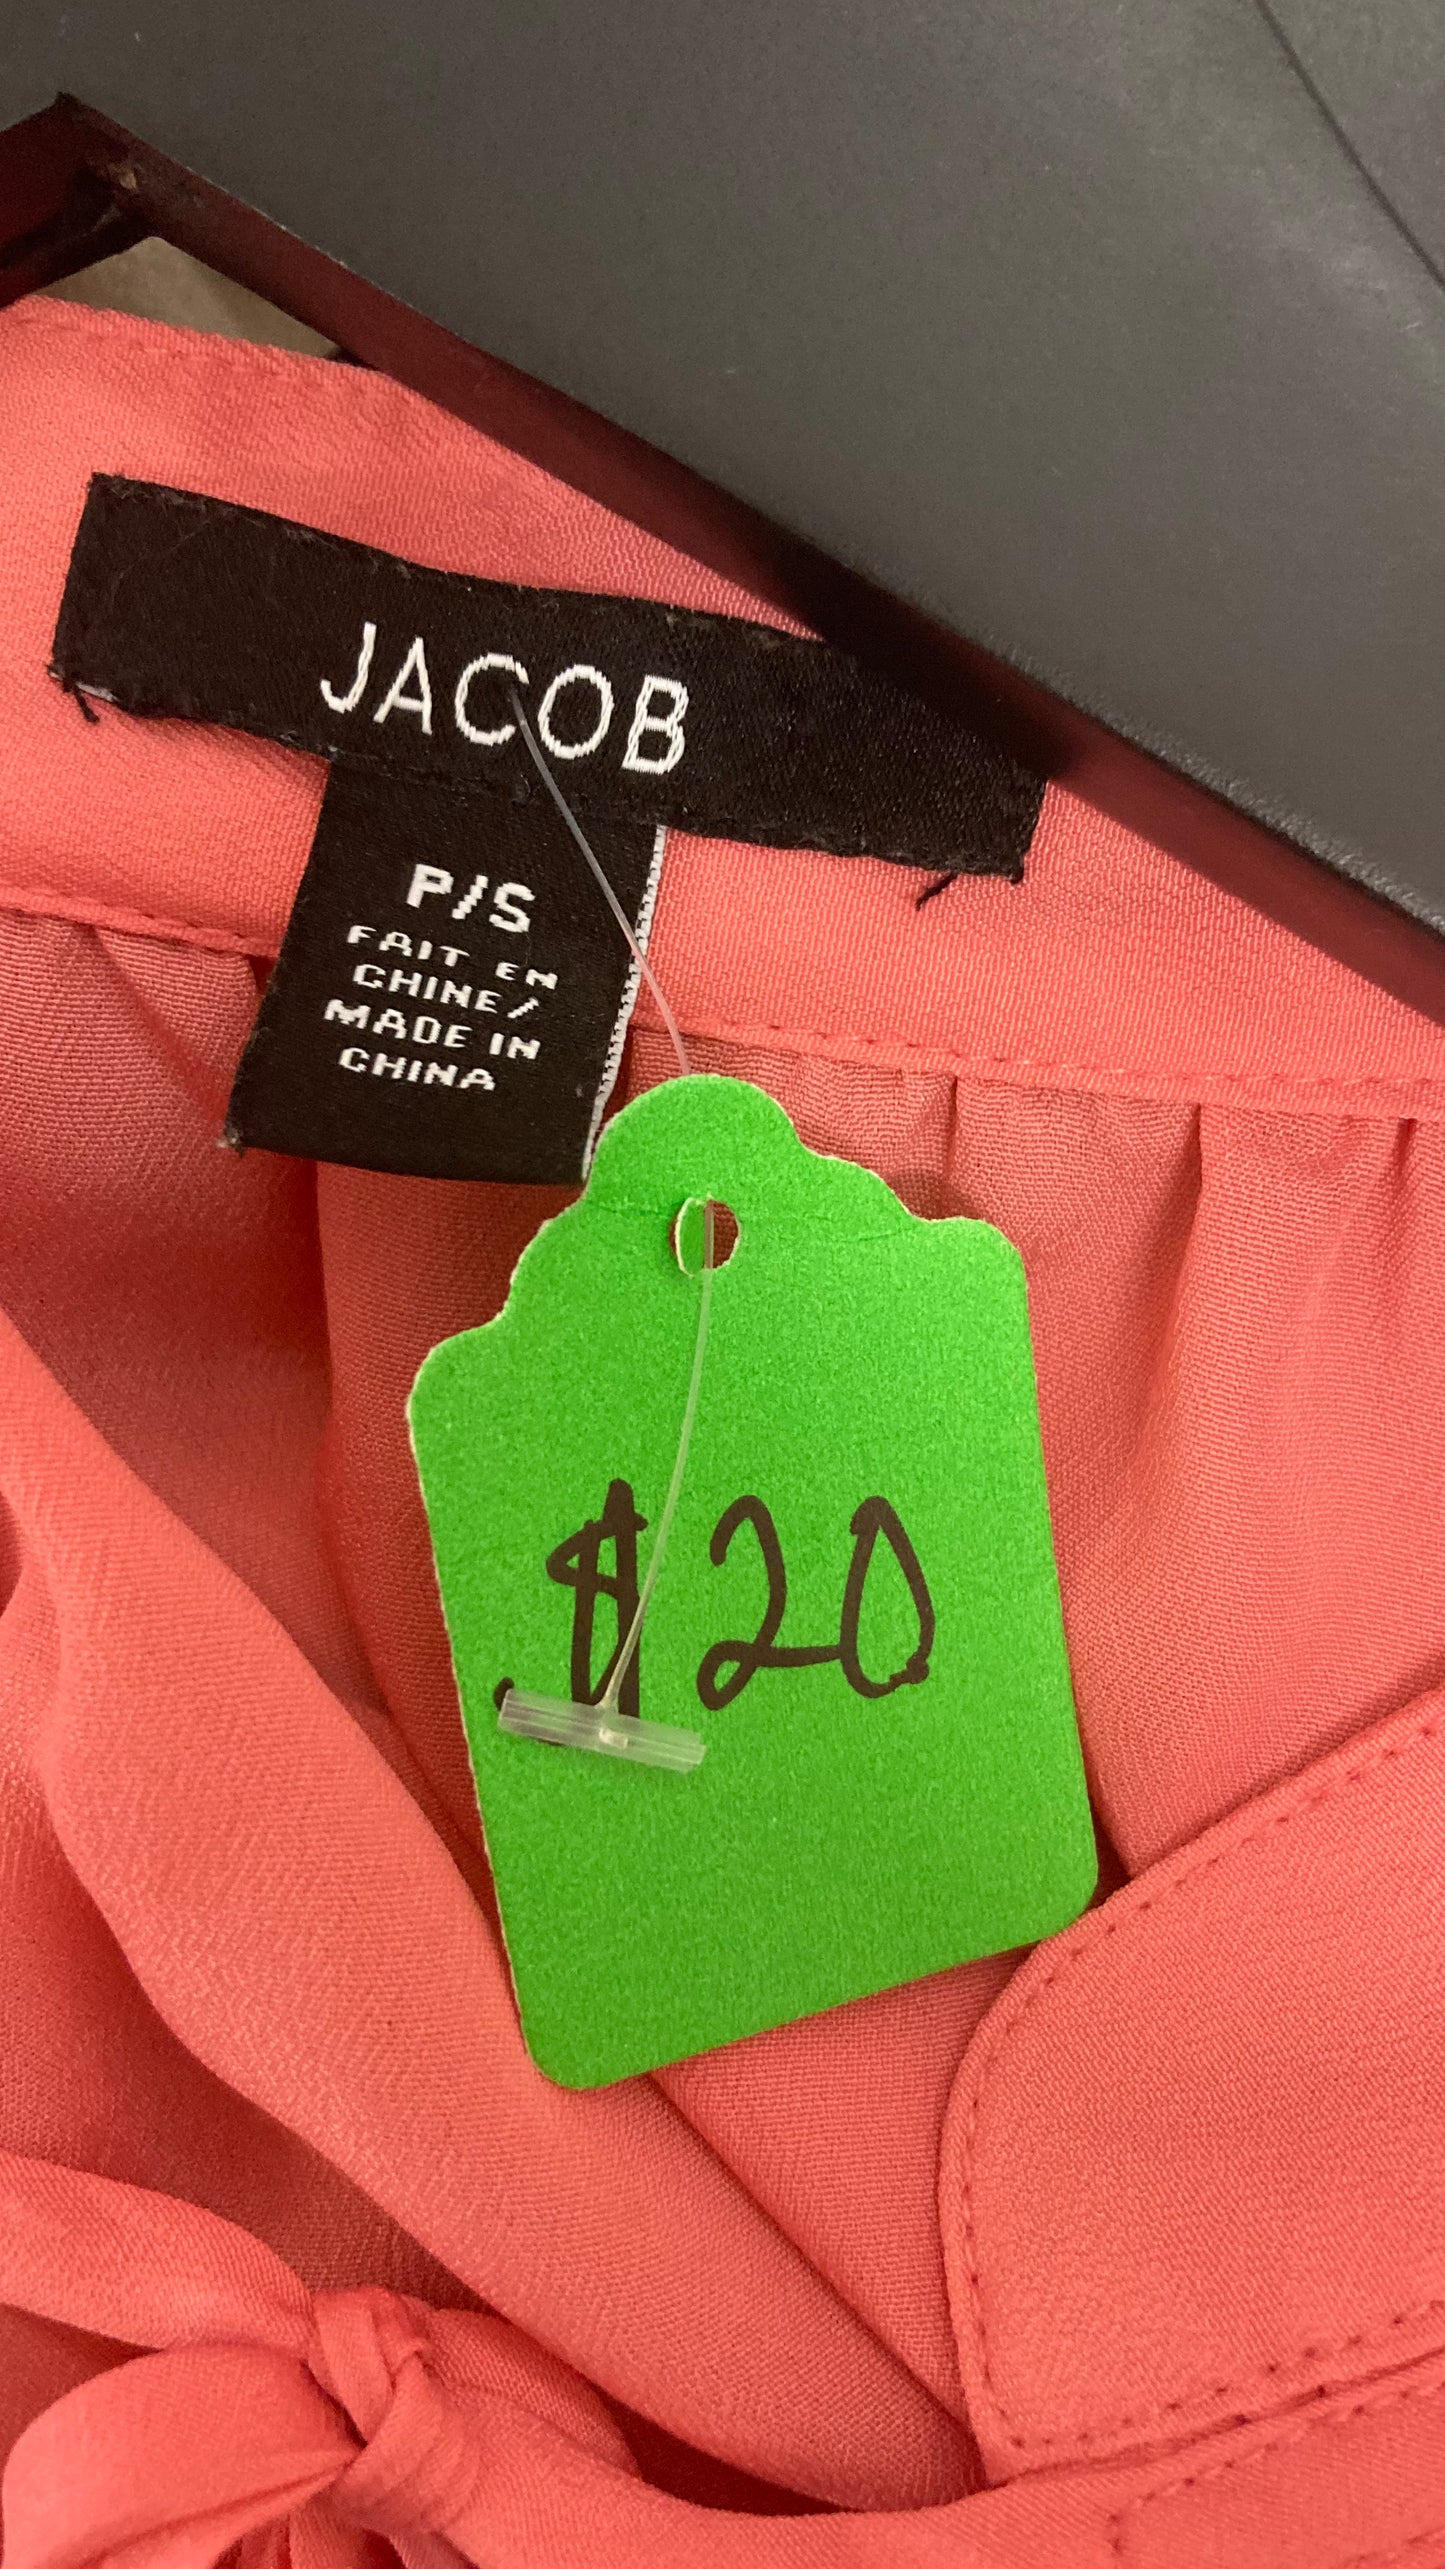 JACOB
P/S
FAIT EN
CHINE/
MADE IN
CHINA
$20